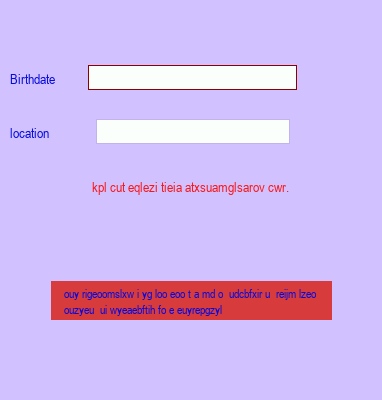 Birthdate
location
kpl cut eqlezi tieia atxsuamglsarov cwr.
ouy rigeoomslxw i yg loo eoo t a md o udcbfxir u reijm lzeo
ouzyeu ui wyeaebftih fo e euyrepgzyl